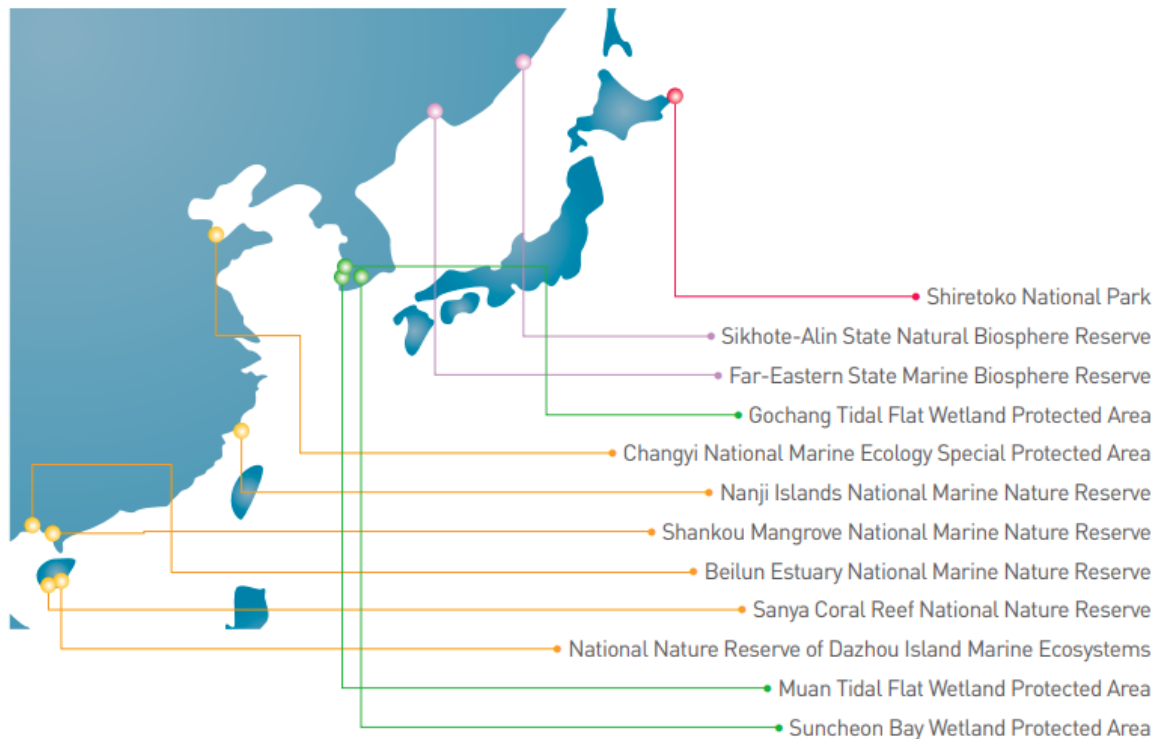 Shiretoko National Park
Sikhote-Alin State Natural Biosphere Reserve
Far-Eastern State Marine Biosphere Reserve
Gochang Tidal Flat Wetland Protected Area
Changyi National Marine Ecology Special Protected Area
Nanji Islands National Marine Nature Reserve
Shankou Mangrove National Marine Nature Reserve
Beilun Estuary National Marine Nature Reserve
Sanya Coral Reef National Nature Reserve
National Nature Reserve of Dazhou Island Marine Ecosystems
Muan Tidal Flat Wetland Protected Area
Suncheon Bay Wetland Protected Area